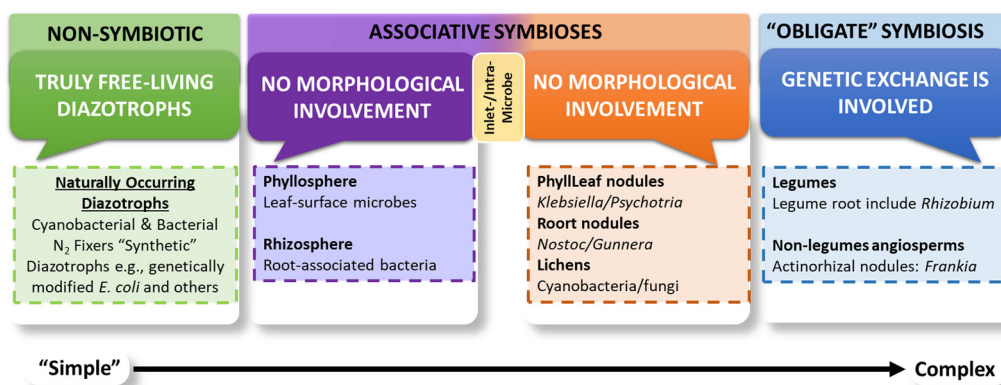 NON-SYMBIOTIC
TRULY FREE-LIVING
DIAZOTROPHS
Naturally Occurring
Diazotrophs
Cyanobacterial & Bacterial
N₂ Fixers “Synthetic”
Diazotrophs e.g., genetically
modified E. coli and others
ASSOCIATIVE SYMBIOSES
NO MORPHOLOGICAL
INVOLVEMENT
Phyllosphere
Leaf-surface microbes
Rhizosphere
Root-associated bacteria
Inlet-/Intra-
Microbe
NO MORPHOLOGICAL
INVOLVEMENT
PhyllLeaf nodules
Klebsiella/Psychotria
Roort nodules
Nostoc/Gunnera
Lichens
Cyanobacteria/fungi
“OBLIGATE” SYMBIOSIS
GENETIC EXCHANGE IS
INVOLVED
Legumes
Legume root include Rhizobium
Non-legumes angiosperms
Actinorhizal nodules: Frankia
“Simple”
Complex